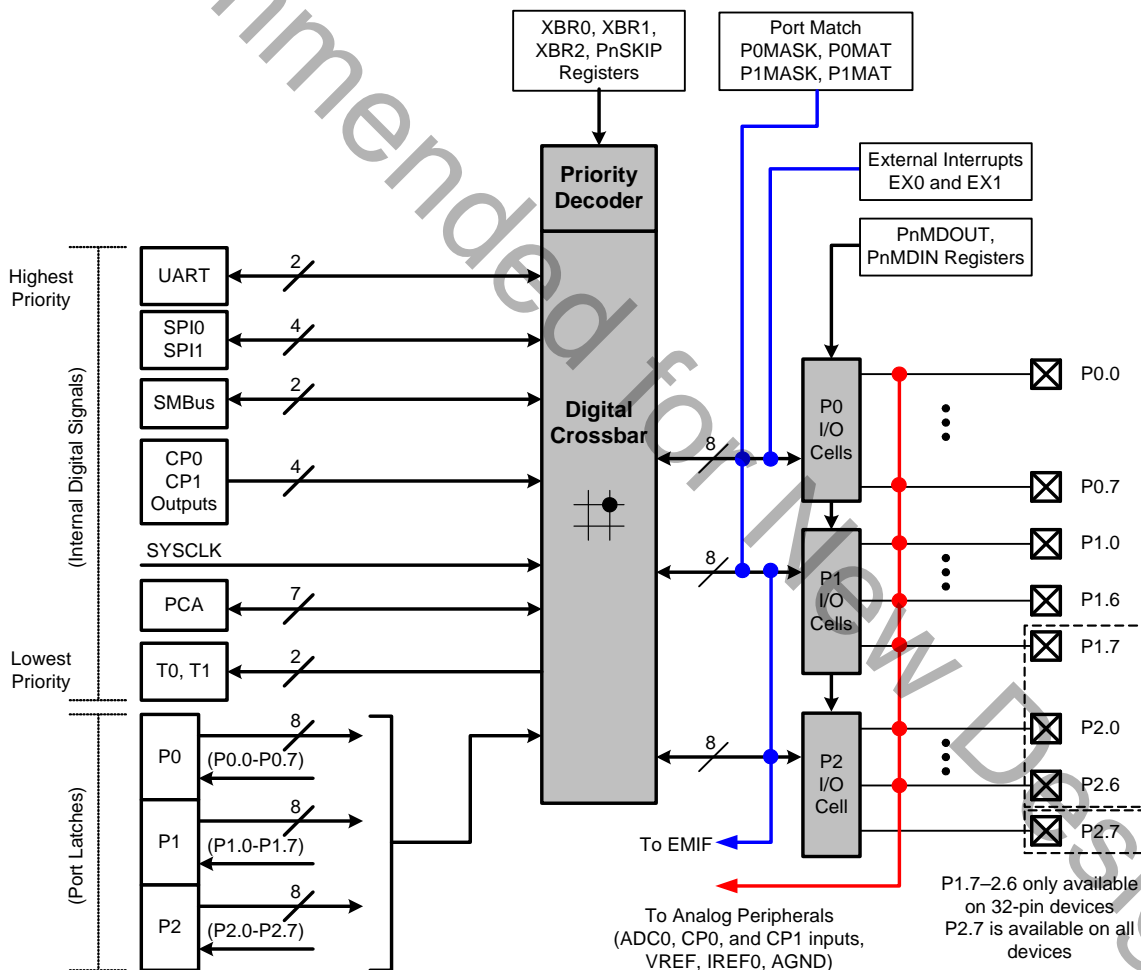 XBR0, XBR1,
XBR2, PnSKIP
Registers
Port Match
P0MASK, P0MAT
P1MASK, P1MAT
External Interrupts
EX0 and EX1
Priority
Decoder
PnMDOUT,
PnMDIN Registers
Highest
Priority
UART
2
SPI0
SPI1
4
SMBus
2
CP0
CP1
Outputs
4
SYSCLK
PCA
7
Lowest
Priority
T0, T1
2
(Internal Digital Signals)
Digital
Crossbar
8
P0
I/O
Cells
8
P1
I/O
Cells
8
P2
I/O
Cell
P0.0
P0.7
P1.0
P1.6
P1.7
P2.0
P2.6
P2.7
(Port Latches)
P0
8
(P0.0-P0.7)
P1
8
(P1.0-P1.7)
P2
8
(P2.0-P2.7)
To EMIF
To Analog Peripherals
(ADC0, CP0, and CP1 inputs,
VREF, IREF0, AGND)
P1.7–2.6 only available
on 32-pin devices
P2.7 is available on all
devices
for New